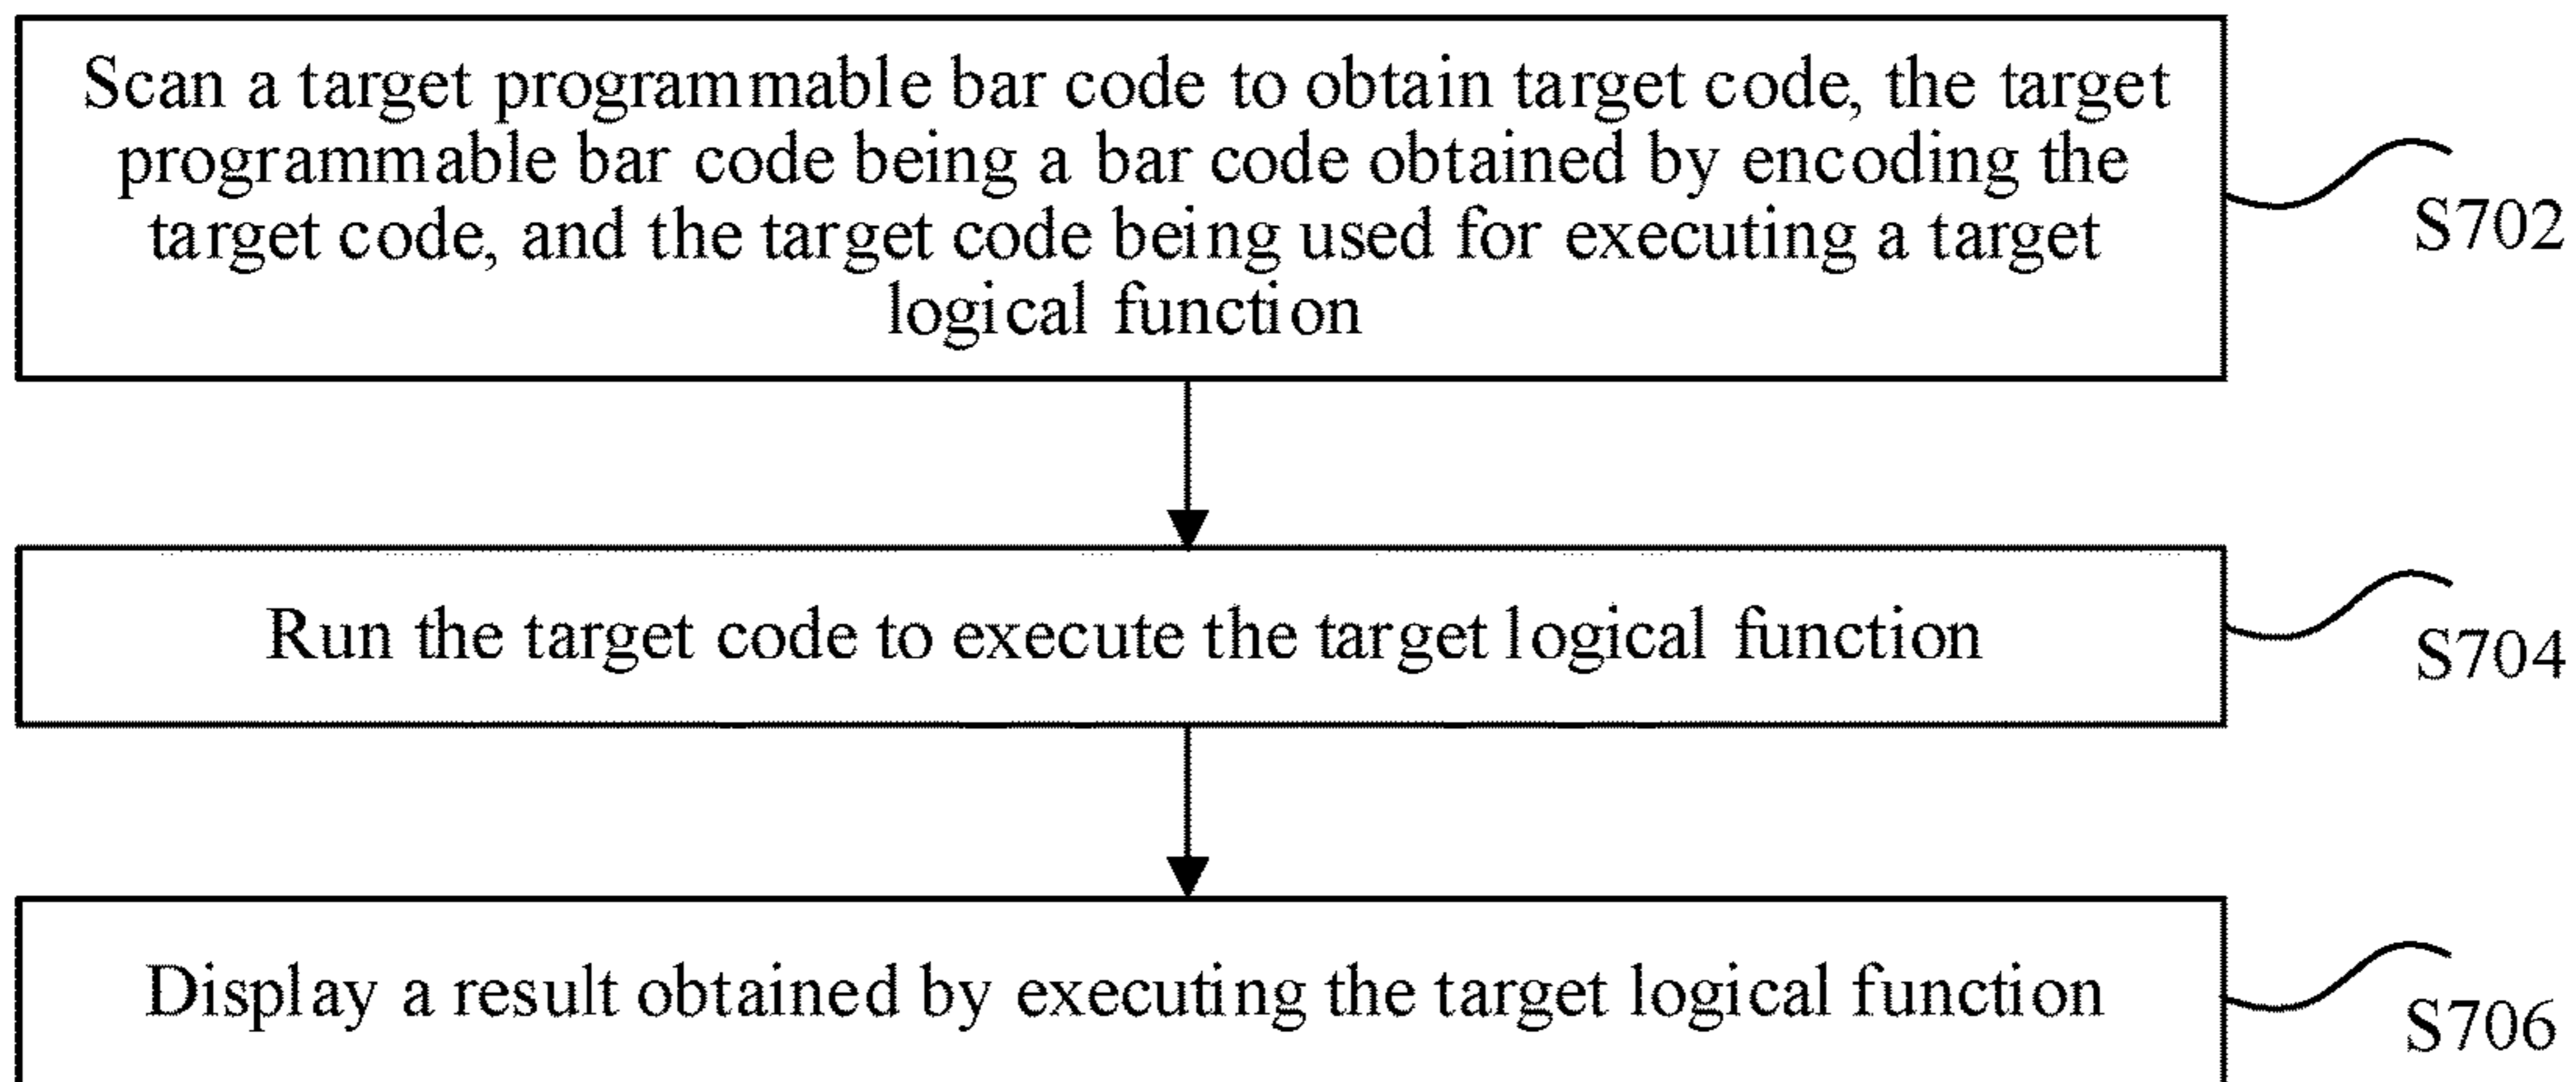 Scan a target programmable bar code to obtain target code, the target
programmable bar code being a bar code obtained by encoding the
target code, and the target code being used for executing a target
logical function
S702
Run the target code to execute the target logical function
S704
Display a result obtained by executing the target logical function
S706